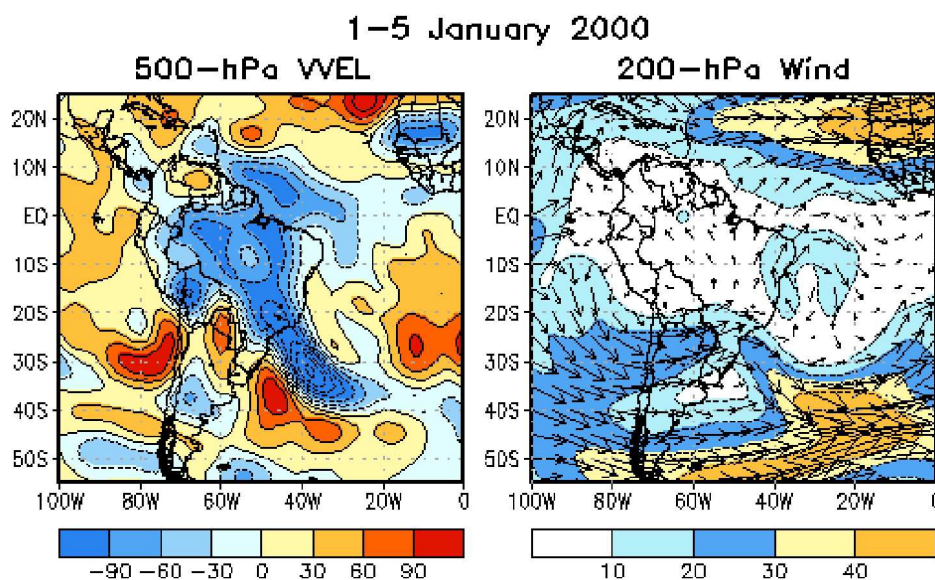 1–5 January 2000
500–hPa VVEL
200–hPa Wind
20N
10N
EQ
10S
20S
30S
40S
50S
100W 80W 60W 40W 20W 0
−90 −60 −30 0 30 60 90
20N
10N
EQ
10S
20S
30S
40S
50S
100W 80W 60W 40W 20W 0
10 20 30 40